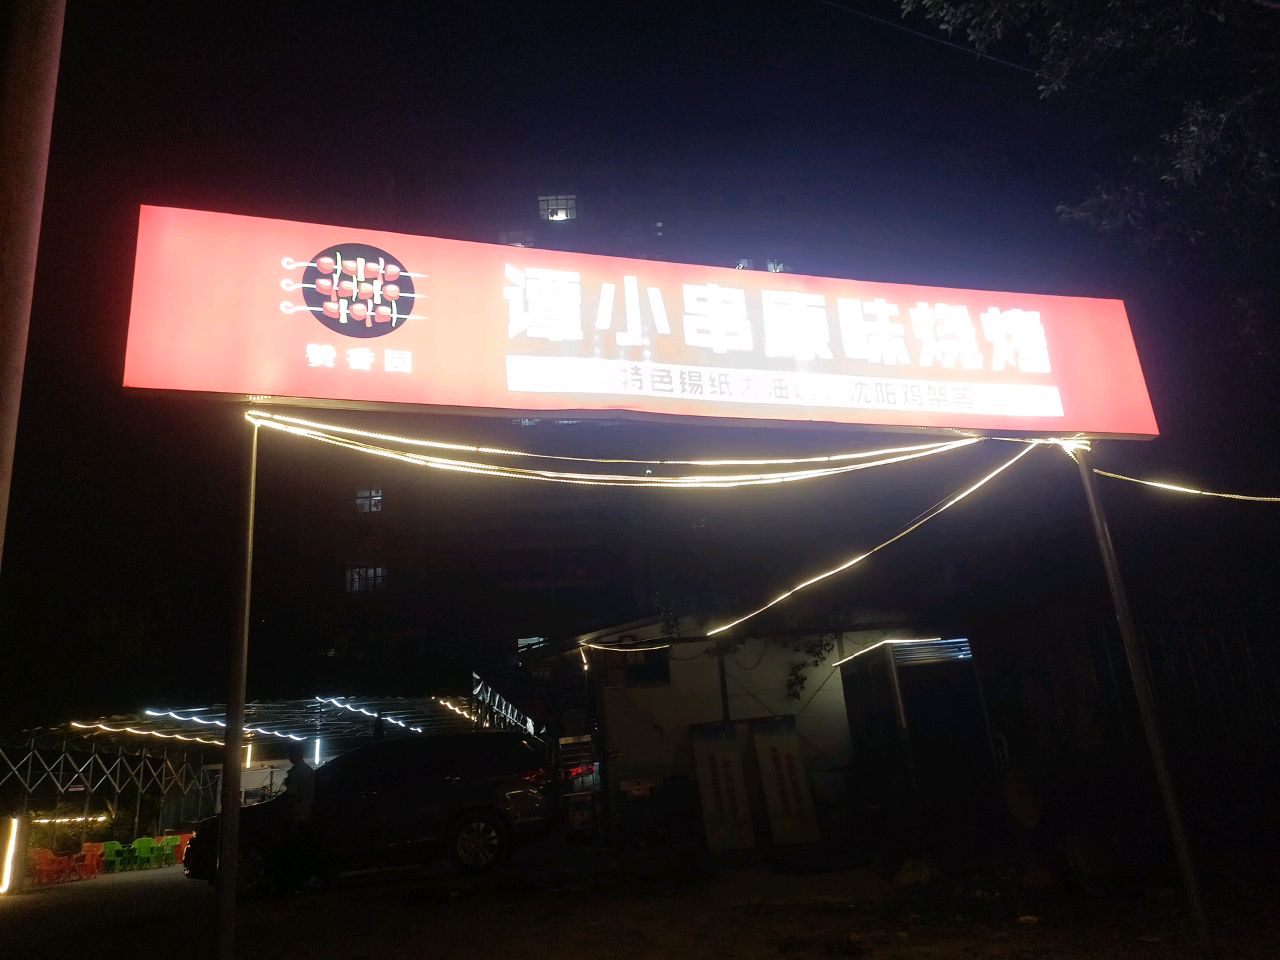 谭小串原味烧烤
赞香园
特色锡纸大油 沈阳鸡架等